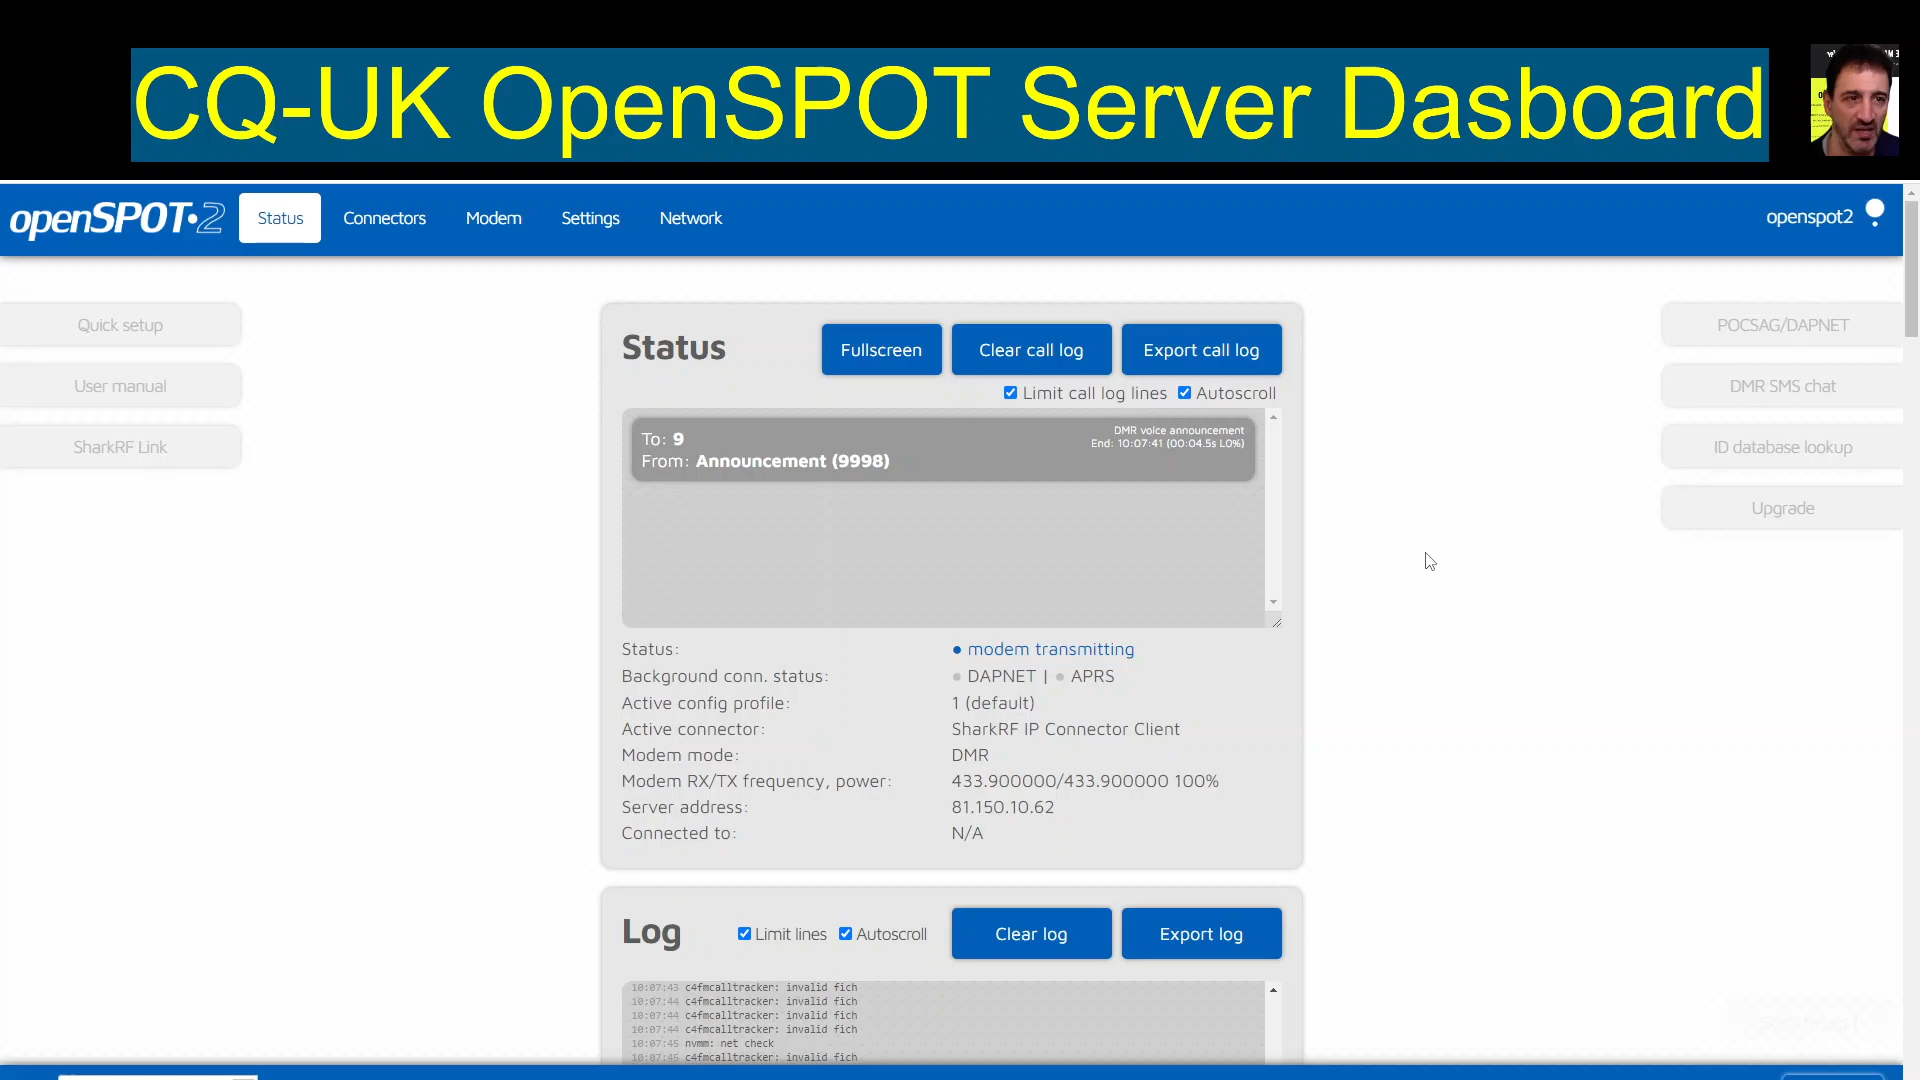 CQ-UK OpenSPOT Server Dasboard
openSPOT·2 Status Connectors Modem Settings Network openspot2
Quick setup
User manual
SharkRF Link
Status Fullscreen Clear call log Export call log
Limit call log lines Autoscroll
To: 9 DMR voice announcement
End: 10:07:41 (00:04.5s L0%)
From: Announcement (9998)
Status: modem transmitting
Background conn. status: DAPNET | APRS
Active config profile: 1 (default)
Active connector: SharkRF IP Connector Client
Modem mode: DMR
Modem RX/TX frequency, power: 433.900000/433.900000 100%
Server address: 81.150.10.62
Connected to: N/A
Log Limit lines Autoscroll Clear log Export log
10:07:43 c4fmcalltracker: invalid fich
10:07:44 c4fmcalltracker: invalid fich
10:07:44 c4fmcalltracker: invalid fich
10:07:44 c4fmcalltracker: invalid fich
10:07:45 nvmm: net check
10:07:45 c4fmcalltracker: invalid fich
POCSAG/DAPNET
DMR SMS chat
ID database lookup
Upgrade